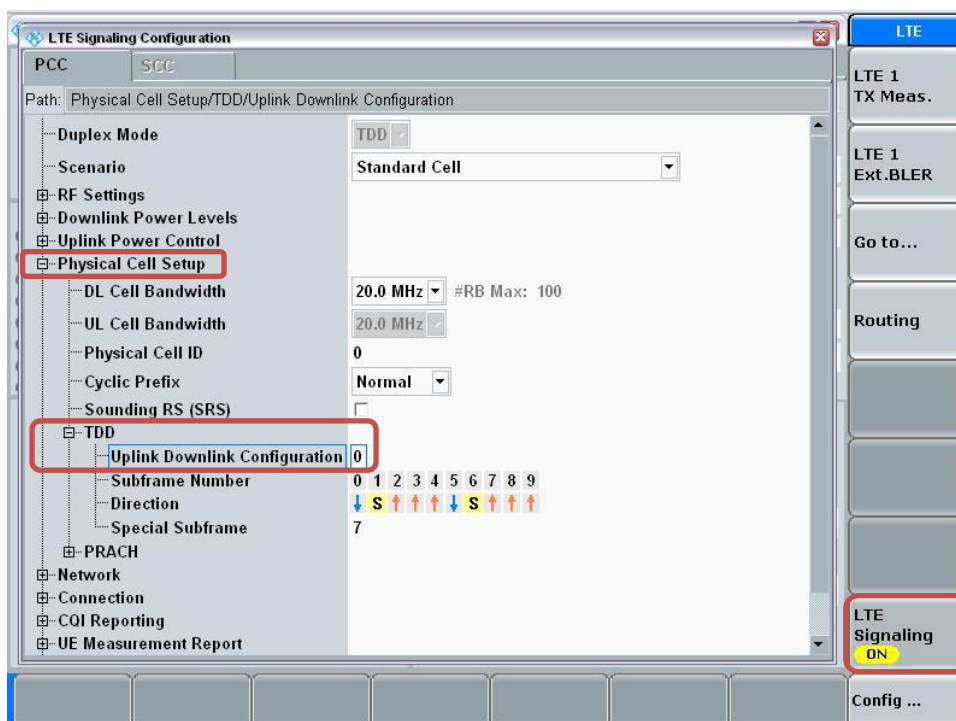 LTE Signaling Configuration
PCC SCC
Path: Physical Cell Setup/TDD/Uplink Downlink Configuration
Duplex Mode TDD
Scenario Standard Cell
RF Settings
Downlink Power Levels
Uplink Power Control
Physical Cell Setup
DL Cell Bandwidth 20.0 MHz #RB Max: 100
UL Cell Bandwidth 20.0 MHz
Physical Cell ID 0
Cyclic Prefix Normal
Sounding RS (SRS)
TDD
Uplink Downlink Configuration 0
Subframe Number 0 1 2 3 4 5 6 7 8 9
Direction ↓ S ↑ ↑ ↑ ↓ S ↑ ↑ ↑
Special Subframe 7
PRACH
Network
Connection
CQI Reporting
UE Measurement Report
LTE
LTE 1
TX Meas.
LTE 1
Ext.BLER
Go to...
Routing
LTE
Signaling
ON
Config ...